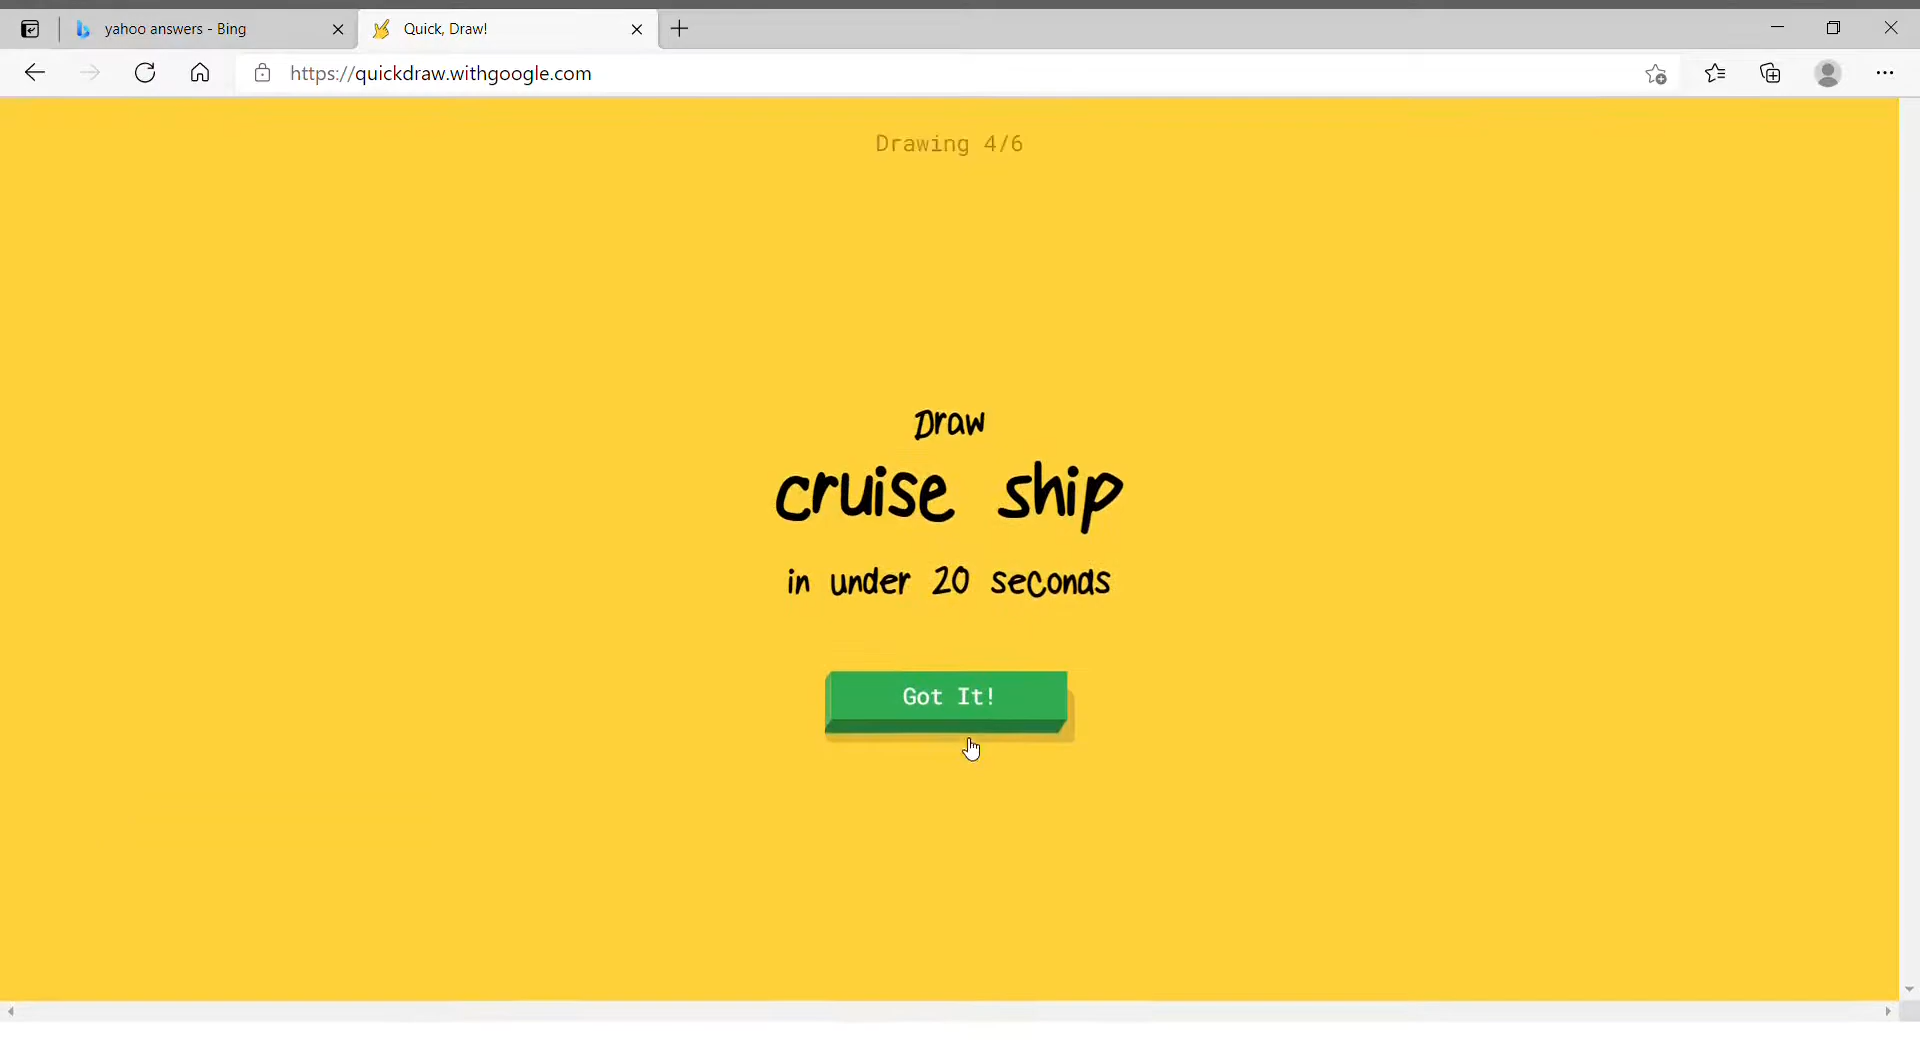 yahoo answers - Bing
Quick, Draw!
https://quickdraw.withgoogle.com
Drawing 4/6
Draw
cruise ship
in under 20 seconds
Got It!